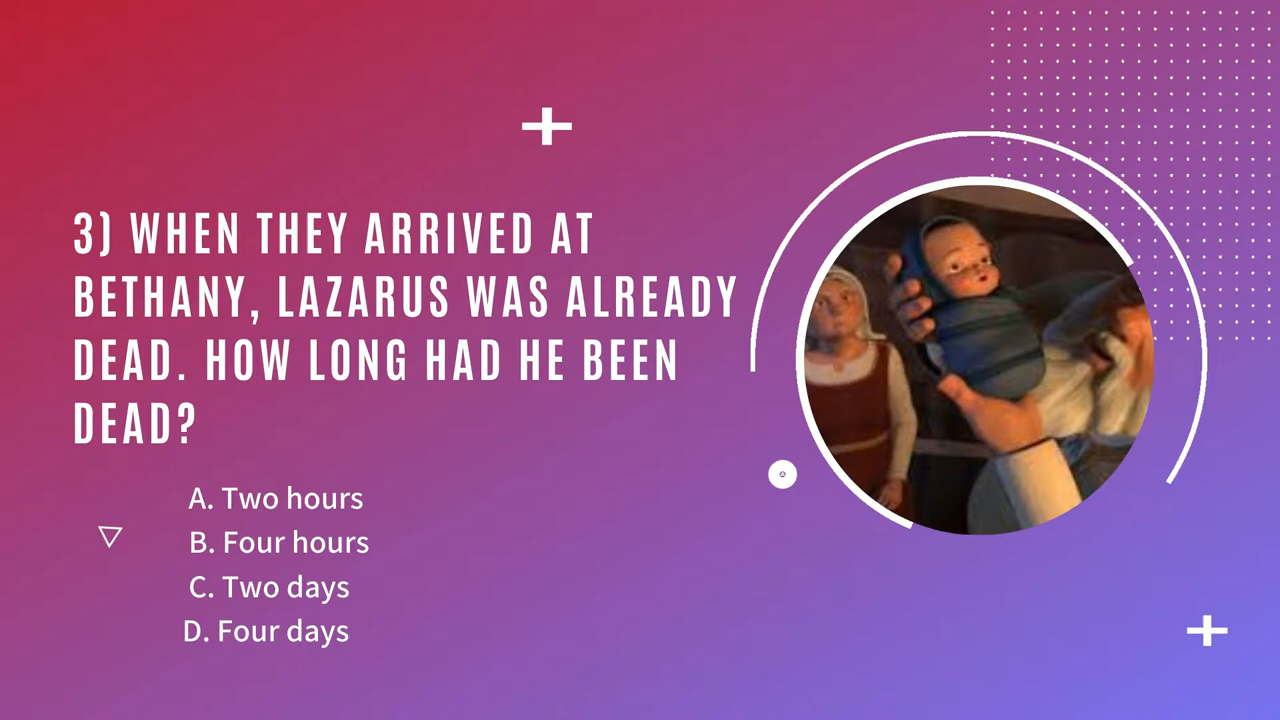 3) WHEN THEY ARRIVED AT
BETHANY, LAZARUS WAS ALREADY
DEAD. HOW LONG HAD HE BEEN
DEAD?
A. Two hours
B. Four hours
C. Two days
D. Four days